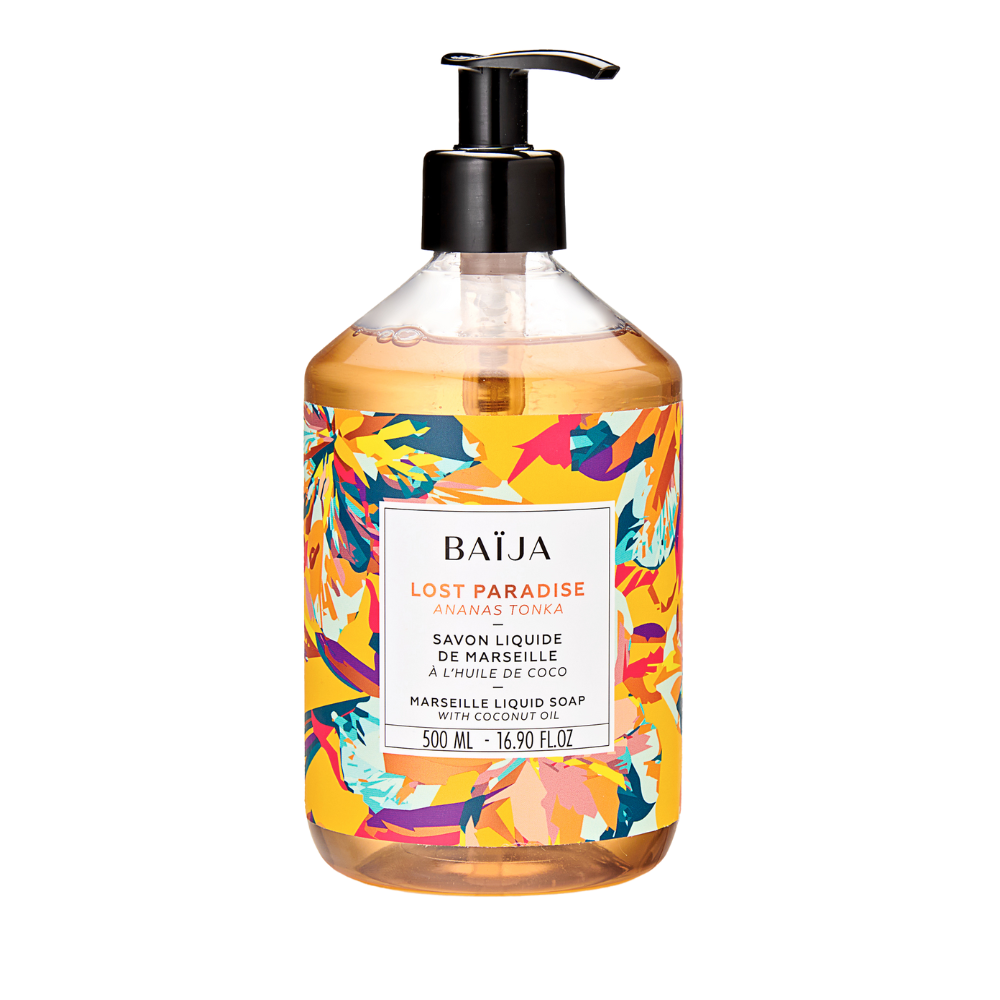 BAÏJA
LOST PARADISE
ANANAS TONKA
SAVON LIQUIDE
DE MARSEILLE
À L'HUILE DE COCO
MARSEILLE LIQUID SOAP
WITH COCONUT OIL
500 ML - 16.90 FL.OZ